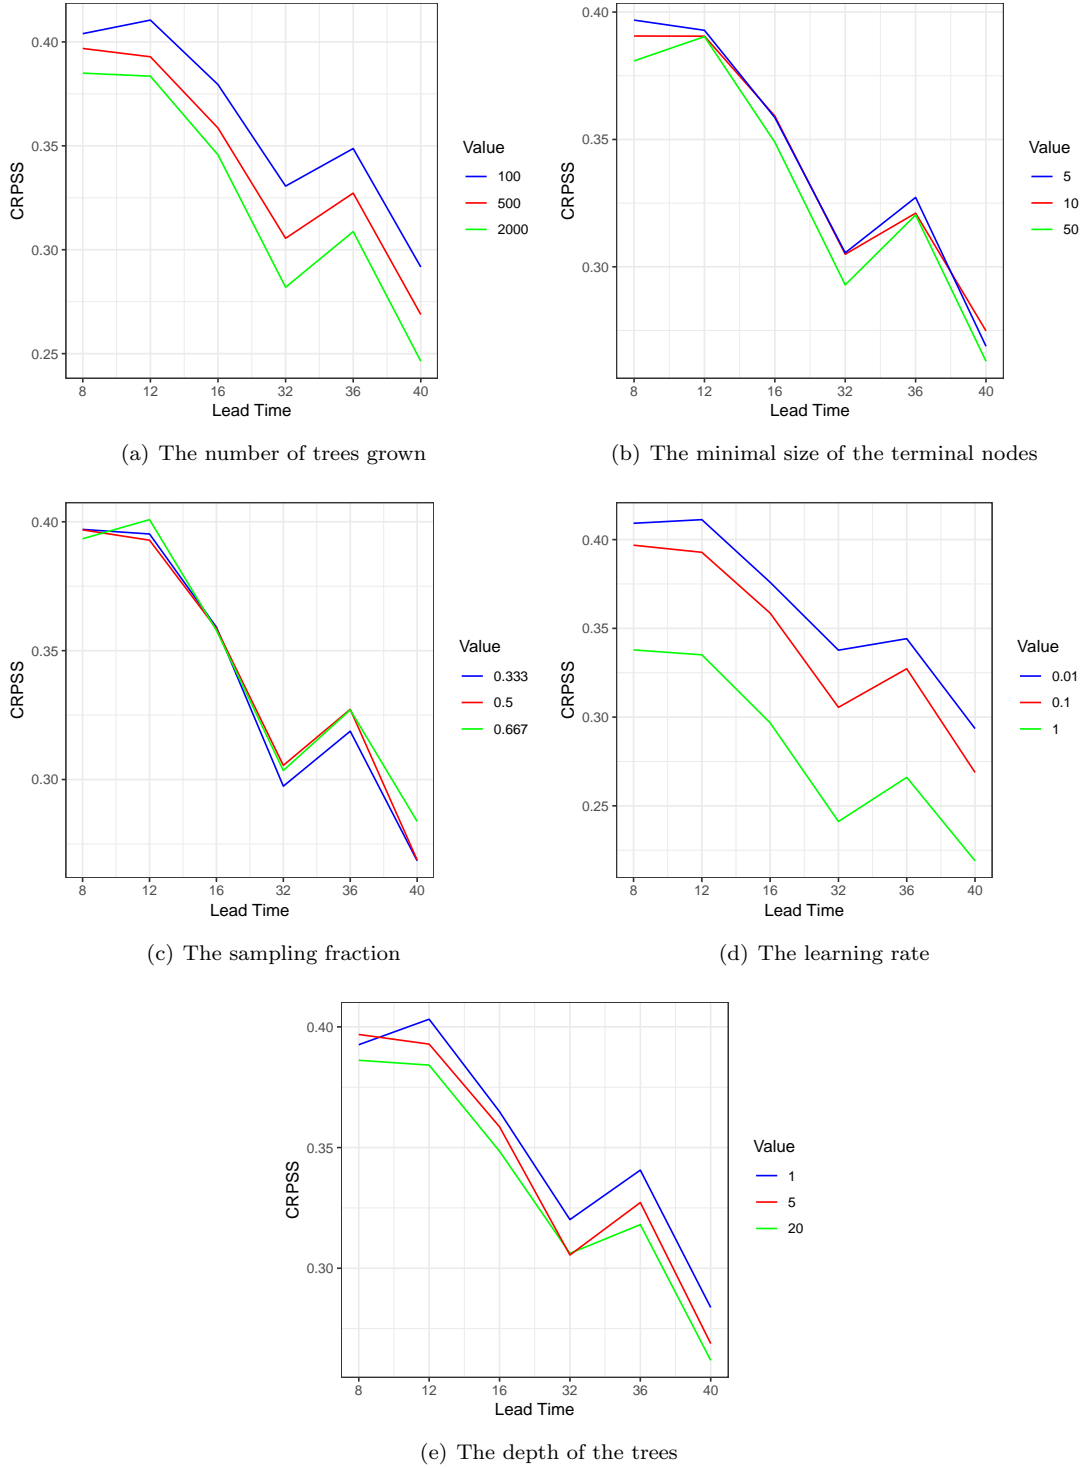 0.40
0.35
0.30
0.25
CRPSS
8 12 16 32 36 40
Lead Time
Value
100
500
2000
(a) The number of trees grown
0.40
0.35
0.30
CRPSS
8 12 16 32 36 40
Lead Time
Value
5
10
50
(b) The minimal size of the terminal nodes
0.40
0.35
0.30
CRPSS
8 12 16 32 36 40
Lead Time
Value
0.333
0.5
0.667
(c) The sampling fraction
0.40
0.35
0.30
0.25
CRPSS
8 12 16 32 36 40
Lead Time
Value
0.01
0.1
1
(d) The learning rate
0.40
0.35
0.30
CRPSS
8 12 16 32 36 40
Lead Time
Value
1
5
20
(e) The depth of the trees